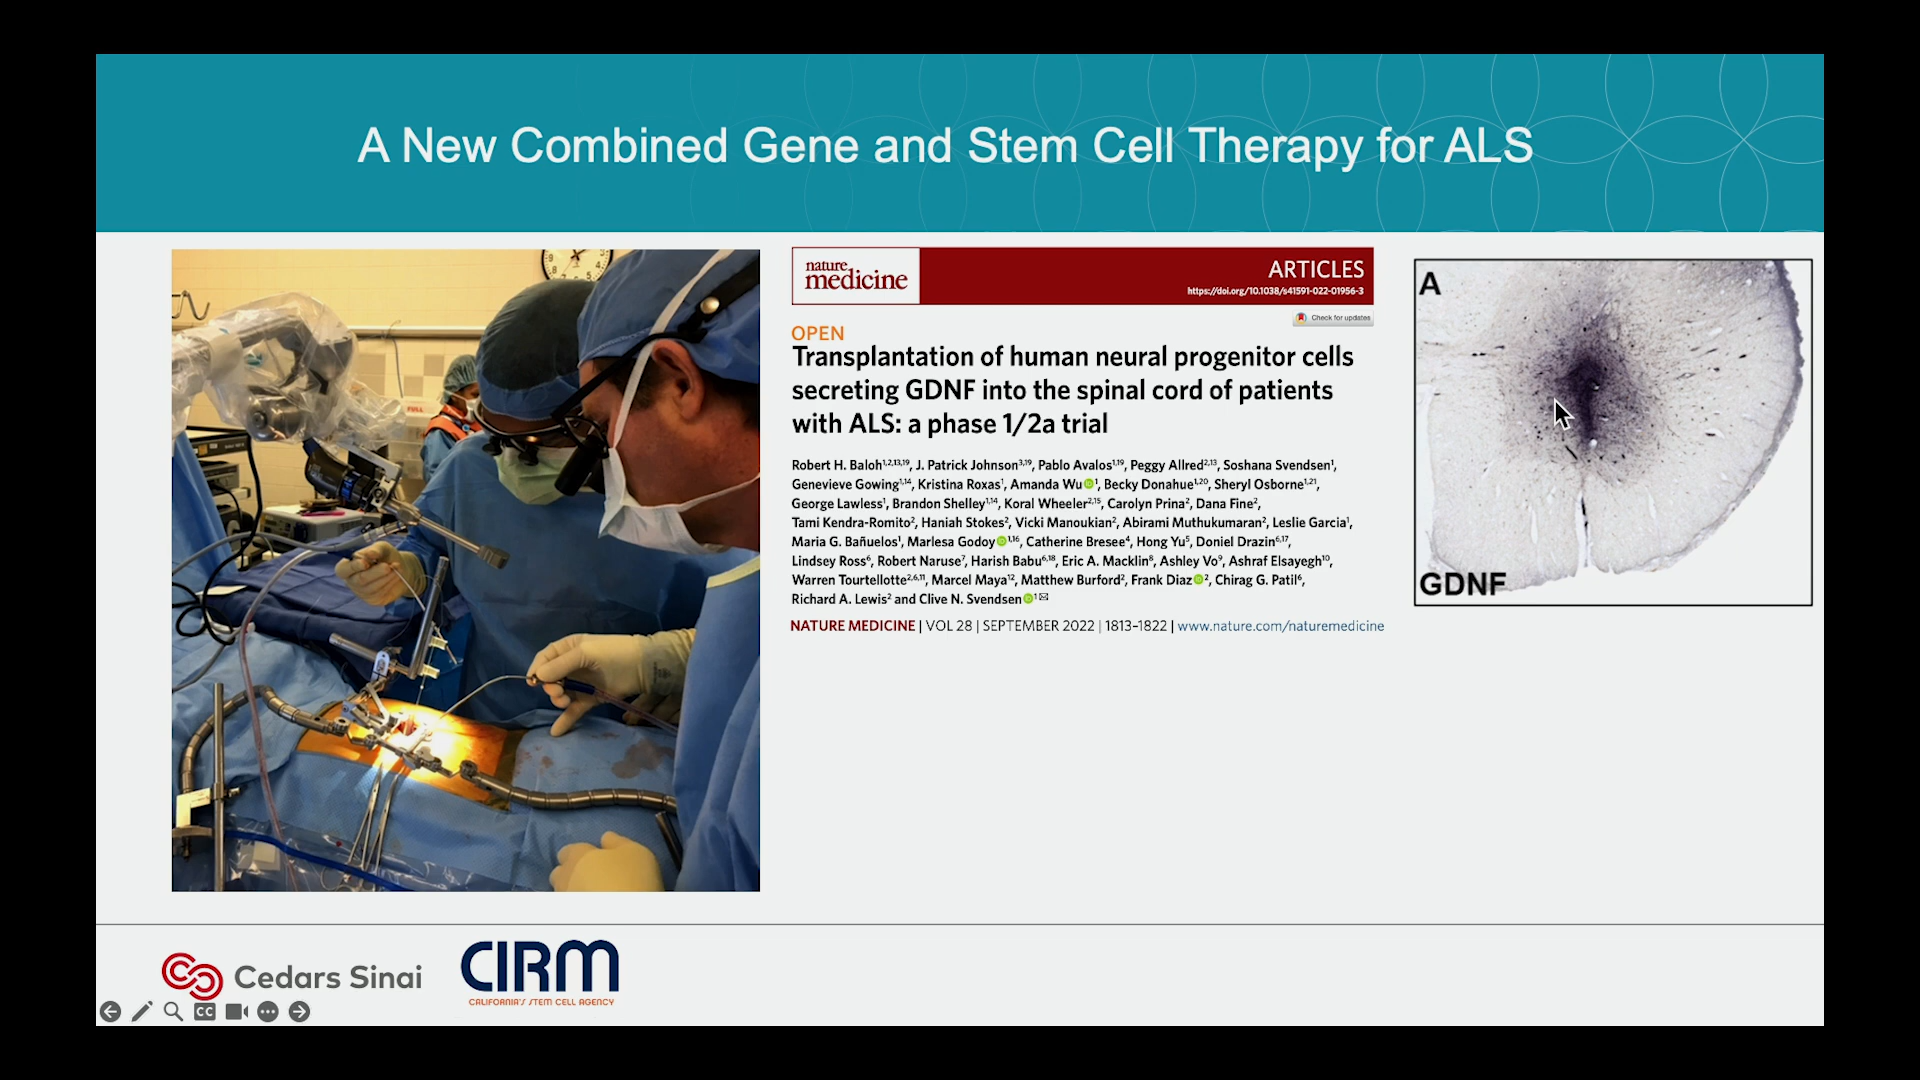 A New Combined Gene and Stem Cell Therapy for ALS
FULL
nature
medicine
ARTICLES
https://doi.org/10.1038/s41591-022-01956-3
Check for updates
OPEN
Transplantation of human neural progenitor cells
secreting GDNF into the spinal cord of patients
with ALS: a phase 1/2a trial
Robert H. Baloh1,2,13,19, J. Patrick Johnson3,19, Pablo Avalos1,19, Peggy Allred2,13, Soshana Svendsen1,
Genevieve Gowing1,14, Kristina Roxas1, Amanda Wu1, Becky Donahue1,20, Sheryl Osborne1,21,
George Lawless1, Brandon Shelley1,14, Koral Wheeler2,15, Carolyn Prina2, Dana Fine2,
Tami Kendra-Romito2, Haniah Stokes2, Vicki Manoukian2, Abirami Muthukumaran2, Leslie Garcia1,
Maria G. Bañuelos1, Marlesa Godoy1,16, Catherine Bresee4, Hong Yu5, Doniel Drazin6,17,
Lindsey Ross6, Robert Naruse7, Harish Babu6,18, Eric A. Macklin8, Ashley Vo9, Ashraf Elsayegh10,
Warren Tourtellotte2,6,11, Marcel Maya12, Matthew Burford2, Frank Diaz2, Chirag G. Patil6,
Richard A. Lewis2 and Clive N. Svendsen1
NATURE MEDICINE | VOL 28 | SEPTEMBER 2022 | 1813–1822 | www.nature.com/naturemedicine
A
GDNF
Cedars Sinai
CIRM
CALIFORNIA'S STEM CELL AGENCY
CC